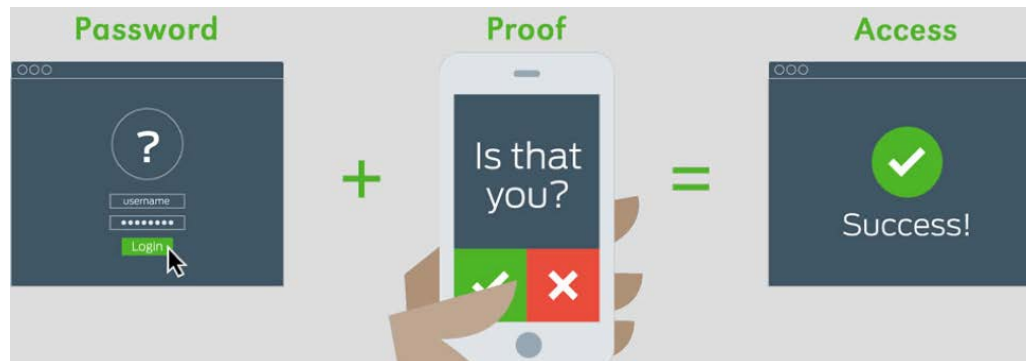 Password
Proof
Access
?
username
Login
+
Is that
you?
=
Success!